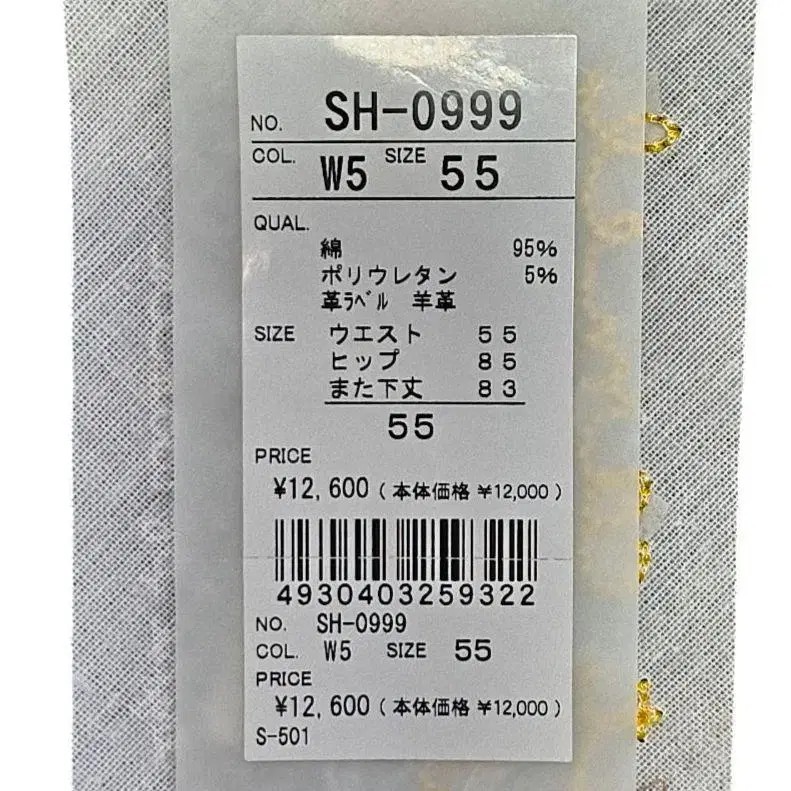 NO. SH-0999
COL. W5 SIZE 55
QUAL.
綿 95%
ポリウレタン 5%
革ﾗﾍﾞﾙ 羊革
SIZE ウエスト 55
ヒップ 85
また下丈 83
55
PRICE
¥12,600 (本体価格 ¥12,000)
4930403259322
NO. SH-0999
COL. W5 SIZE 55
PRICE
¥12,600 (本体価格 ¥12,000)
S-501